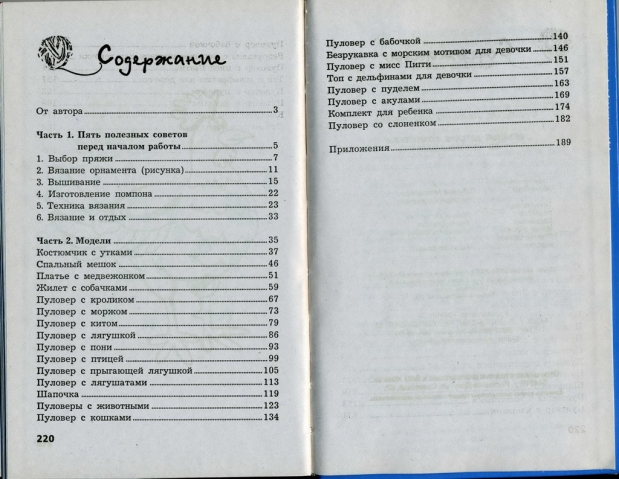 Содержание
От автора 3
Часть 1. Пять полезных советов
перед началом работы 5
1. Выбор пряжи 7
2. Вязание орнамента (рисунка) 11
3. Вышивание 15
4. Изготовление помпона 22
5. Техника вязания 23
6. Вязание и отдых 33
Часть 2. Модели 35
Костюмчик с утками 37
Спальный мешок 46
Платье с медвежонком 51
Жилет с собачками 59
Пуловер с кроликом 67
Пуловер с моржом 73
Пуловер с китом 79
Пуловер с лягушкой 86
Пуловер с пони 93
Пуловер с птицей 99
Пуловер с прыгающей лягушкой 105
Пуловер с лягушатами 113
Шапочка 119
Пуловеры с животными 123
Пуловер с кошками 134
220
Пуловер с бабочкой 140
Безрукавка с морским мотивом для девочки 146
Пуловер с мисс Пигги 151
Топ с дельфинами для девочки 157
Пуловер с пуделем 163
Пуловер с акулами 169
Комплект для ребенка 174
Пуловер со слоненком 182
Приложения 189